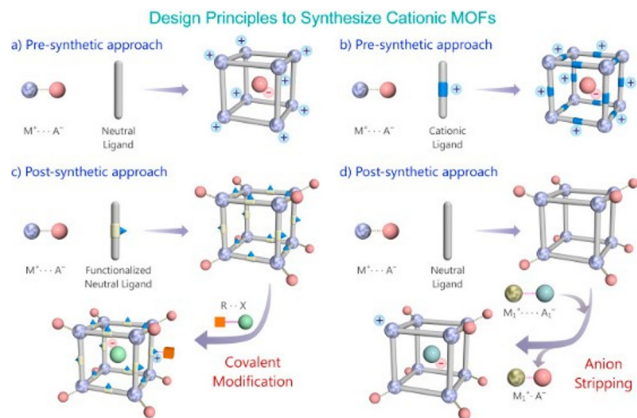 Design Principles to Synthesize Cationic MOFs
a) Pre-synthetic approach
M⁺··· A⁻
Neutral
Ligand
b) Pre-synthetic approach
M⁺··· A⁻
Cationic
Ligand
c) Post-synthetic approach
M⁺··· A⁻
Functionalized
Neutral Ligand
R ·· X
Covalent
Modification
d) Post-synthetic approach
M⁺··· A⁻
Neutral
Ligand
M₁⁺····· A₁⁻
M₁⁺· A⁻
Anion
Stripping